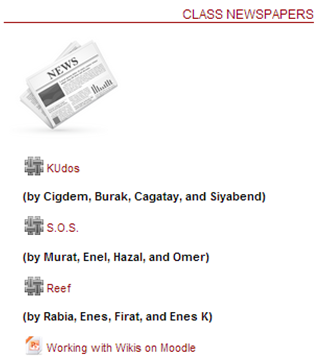 CLASS NEWSPAPERS
NEWS
KUdos
(by Cigdem, Burak, Cagatay, and Siyabend)
S.O.S.
(by Murat, Enel, Hazal, and Omer)
Reef
(by Rabia, Enes, Firat, and Enes K)
Working with Wikis on Moodle